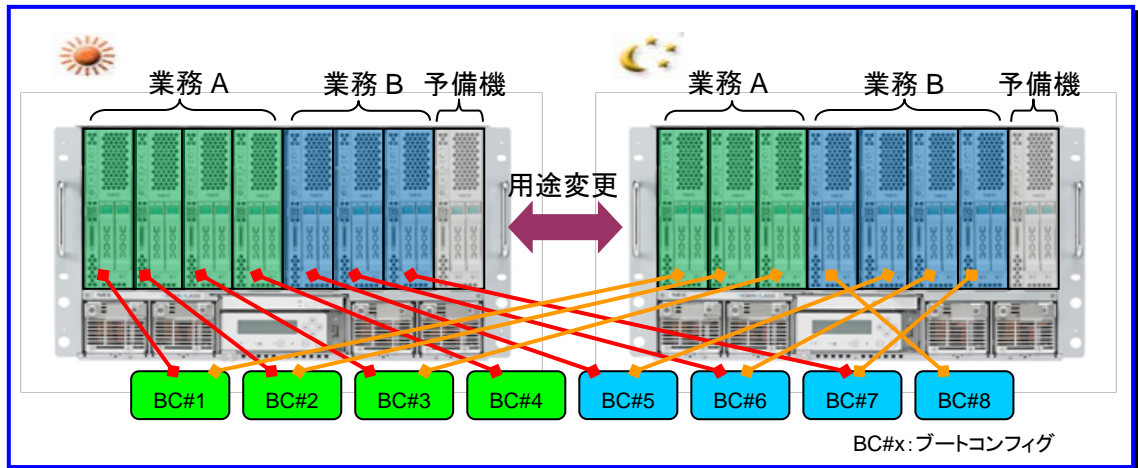 業務 A
業務 B
予備機
業務 A
業務 B
予備機
用途変更
BC#1
BC#2
BC#3
BC#4
BC#5
BC#6
BC#7
BC#8
BC#x:ブートコンフィグ